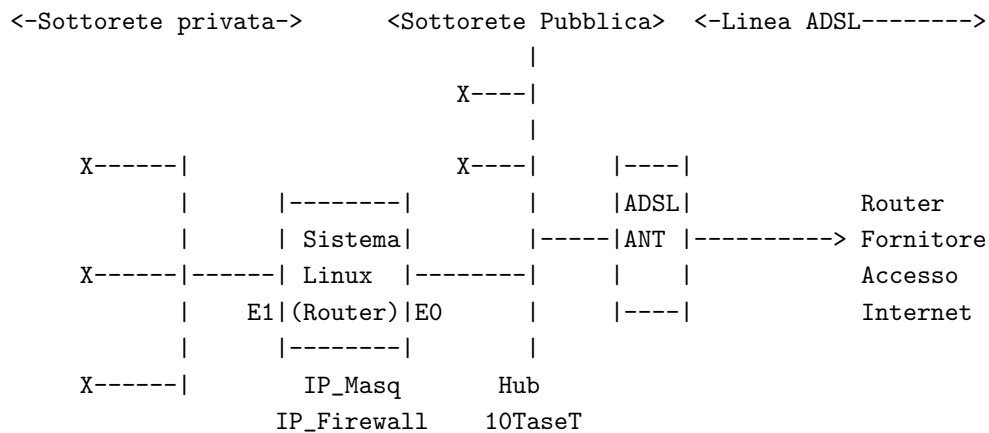 <-Sottorete privata-> <Sottorete Pubblica> <-Linea ADSL-------->
|
X----|
|
X------| X----| |----|
| |--------| | |ADSL| Router
| | Sistema| |-----|ANT |----------> Fornitore
X------|------| Linux |--------| | | Accesso
| E1|(Router)|E0 | |----| Internet
| |--------| |
X------| IP_Masq Hub
IP_Firewall 10TaseT